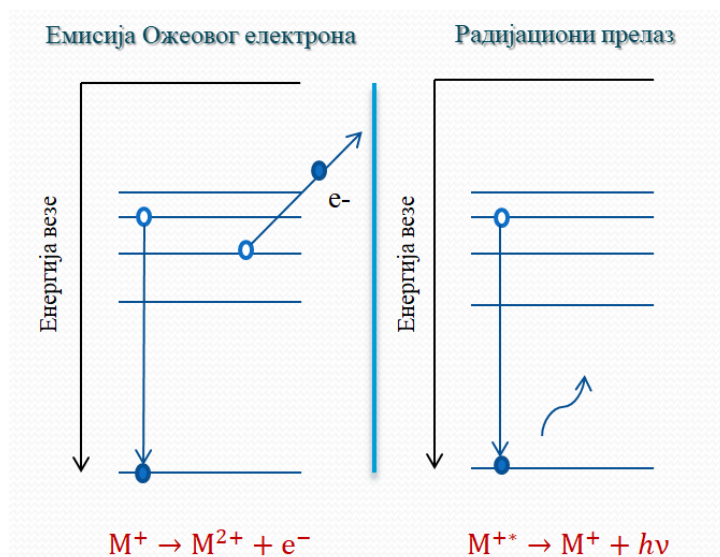 Емисија Ожеовог електрона
Радијациони прелаз
Енергија везе
e-
Енергија везе
M⁺ → M²⁺ + e⁻
M⁺* → M⁺ + hν